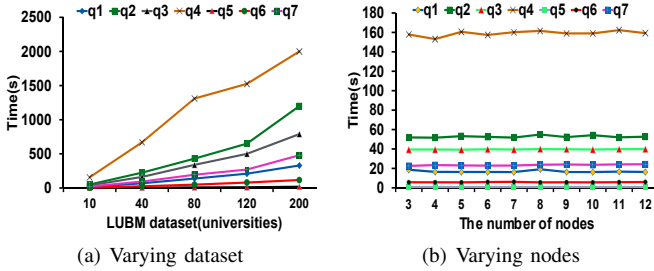 q1 q2 q3 q4 q5 q6 q7
Time(s)
2500
2000
1500
1000
500
0
10 40 80 120 200
LUBM dataset(universities)
(a) Varying dataset
q1 q2 q3 q4 q5 q6 q7
Time(s)
180
160
140
120
100
80
60
40
20
0
3 4 5 6 7 8 9 10 11 12
The number of nodes
(b) Varying nodes